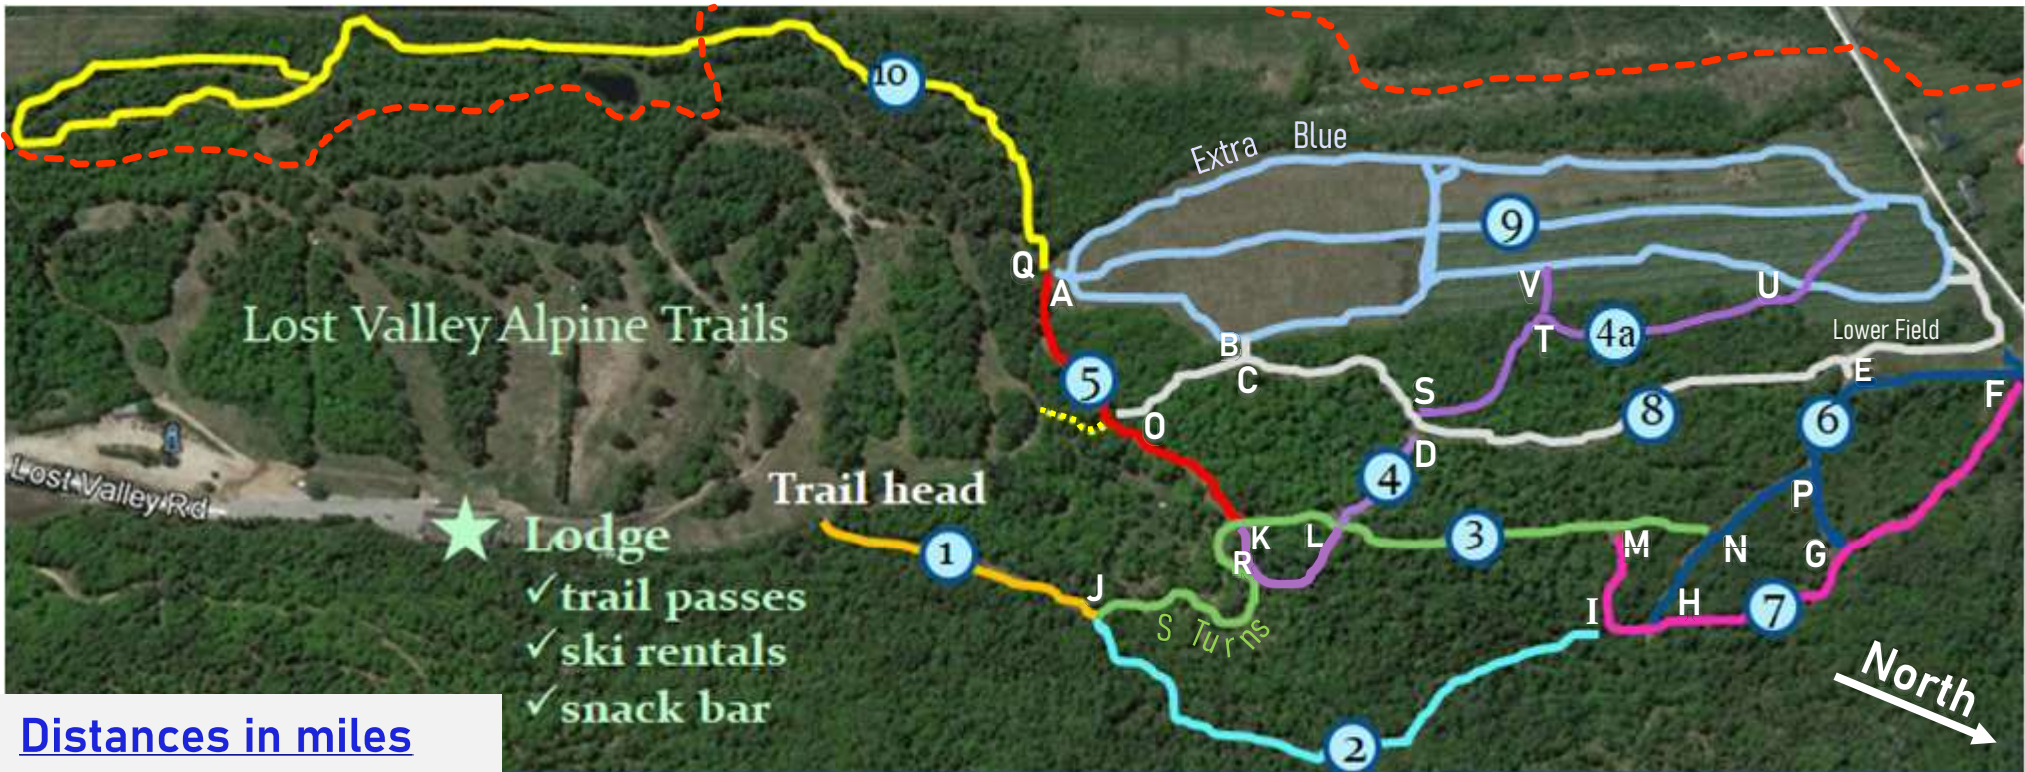 10
Extra Blue
9
Q
A
V
U
T
4a
Lower Field
Lost Valley Alpine Trails
B
C
5
S
E
F
O
8
6
D
4
Lost Valley Rd
Trail head
P
Lodge
1
K
L
3
M
N
G
R
✓ trail passes
J
I
H
7
S Turns
✓ ski rentals
North
✓ snack bar
2
Distances in miles